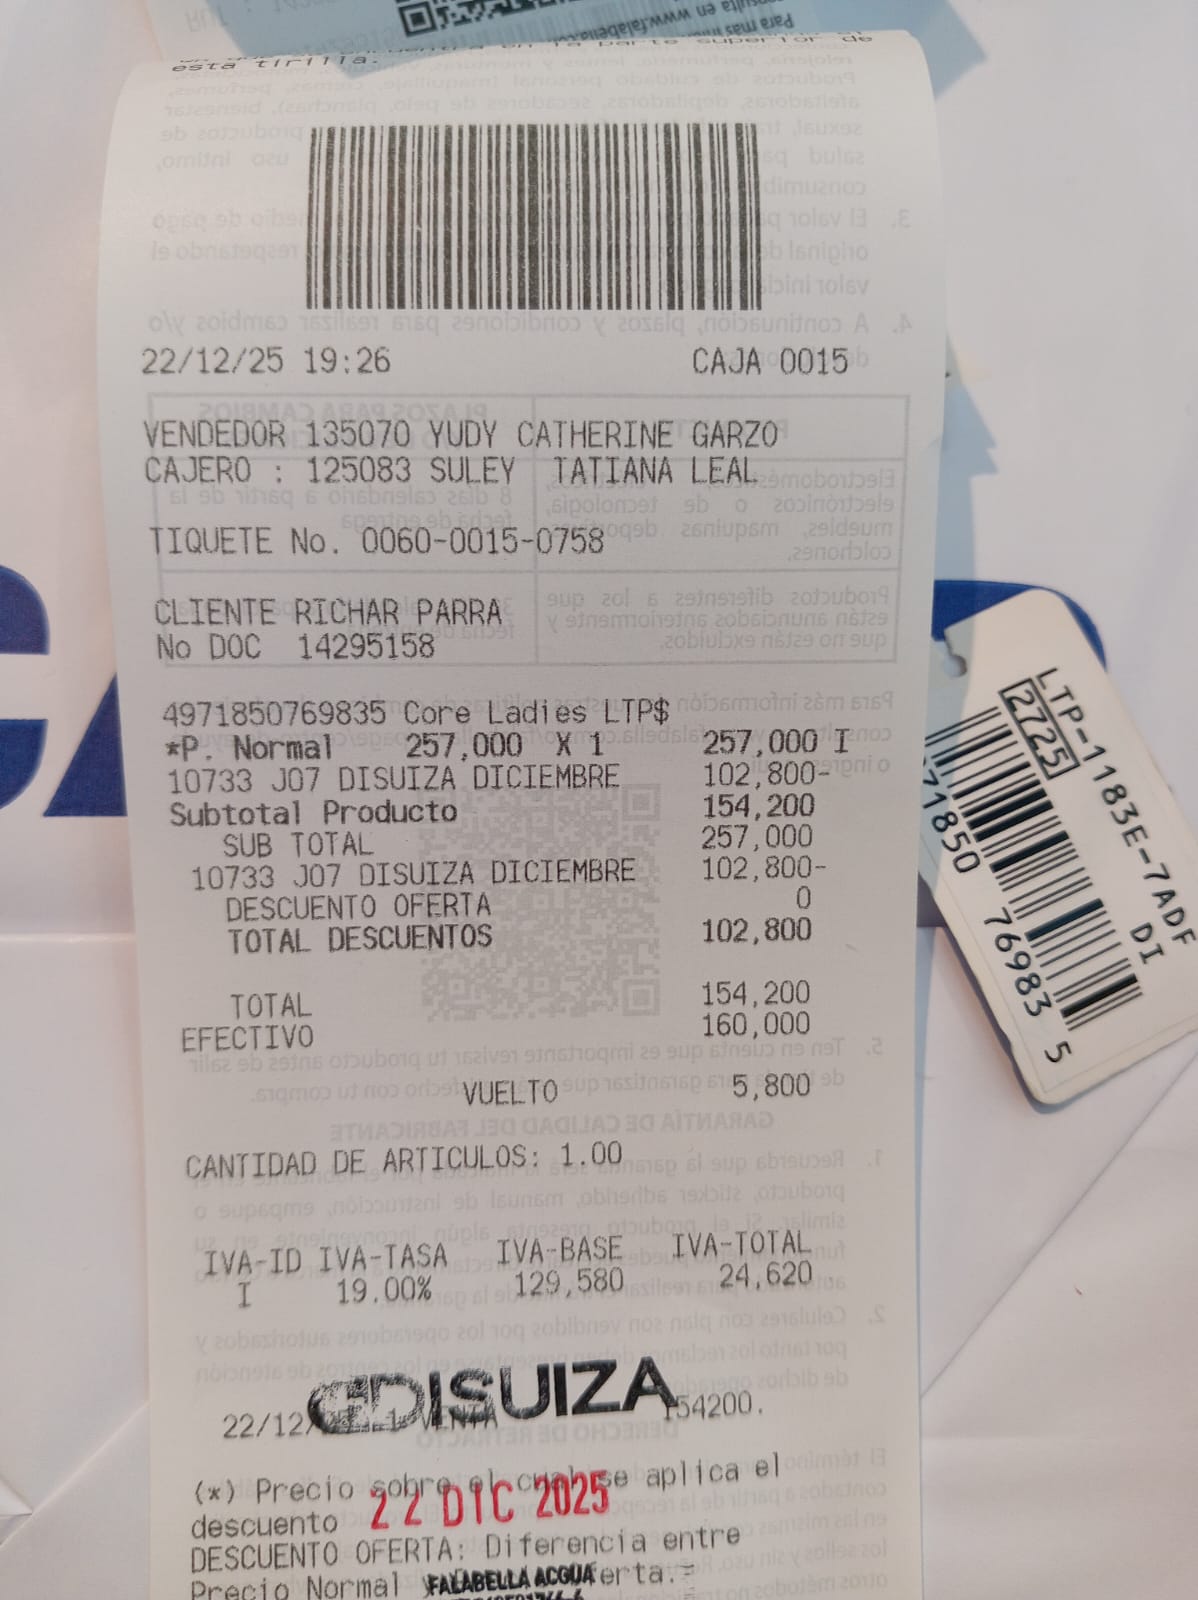 esta tirilla.
22/12/25 19:26 CAJA 0015
VENDEDOR 135070 YUDY CATHERINE GARZO
CAJERO : 125083 SULEY TATIANA LEAL
TIQUETE No. 0060-0015-0758
CLIENTE RICHAR PARRA
No DOC 14295158
4971850769835 Core Ladies LTP$
*P. Normal 257,000 X 1 257,000 I
10733 J07 DISUIZA DICIEMBRE 102,800-
Subtotal Producto 154,200
SUB TOTAL 257,000
10733 J07 DISUIZA DICIEMBRE 102,800-
DESCUENTO OFERTA 0
TOTAL DESCUENTOS 102,800
TOTAL 154,200
EFECTIVO 160,000
VUELTO 5,800
CANTIDAD DE ARTICULOS: 1.00
IVA-ID IVA-TASA IVA-BASE IVA-TOTAL
I 19.00% 129,580 24,620
DISUIZA
22/12/ VENTA 154200.
(*) Precio sobre el cual se aplica el
descuento
22 DIC 2025
DESCUENTO OFERTA: Diferencia entre
Precio Normal
FALABELLA ACQUA
LTP-1183E-7ADF
2725
DI
971850 76983 5